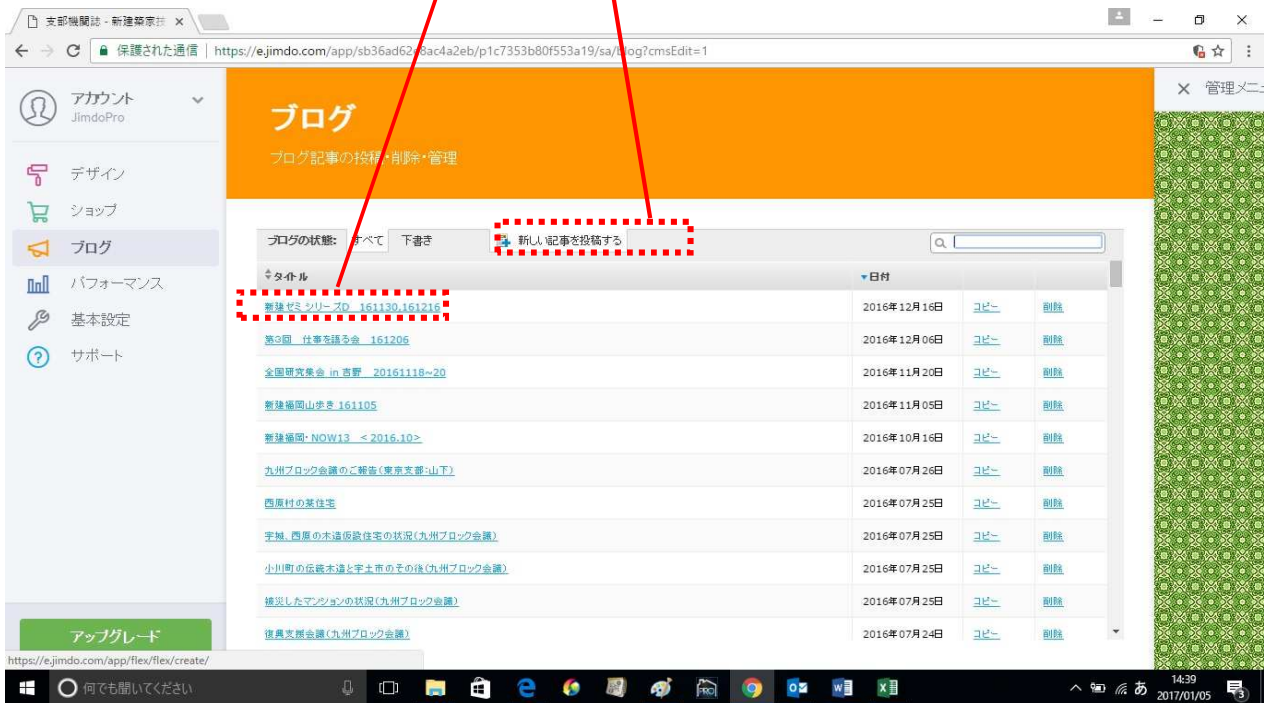 支部機関誌 - 新建築家技
保護された通信 | https://e.jimdo.com/app/sb36ad62 8ac4a2eb/p1c7353b80f553a19/sa/blog?cmsEdit=1
アカウント
JimdoPro
デザイン
ショップ
ブログ
パフォーマンス
基本設定
サポート
アップグレード
ブログ
ブログ記事の投稿・削除・管理
管理メニュ
ブログの状態: すべて 下書き 新しい記事を投稿する
タイトル 日付
新建ゼミシリーズD 161130,161216 2016年12月16日 コピー 削除
第3回 仕事を語る会 161206 2016年12月06日 コピー 削除
全国研究集会 in 吉野 20161118~20 2016年11月20日 コピー 削除
新建福岡山歩き 161105 2016年11月05日 コピー 削除
新建福岡・NOW13 <2016.10> 2016年10月16日 コピー 削除
九州ブロック会議のご報告(東京支部:山下) 2016年07月26日 コピー 削除
西原村の某住宅 2016年07月25日 コピー 削除
宇城、西原の木造仮設住宅の状況(九州ブロック会議) 2016年07月25日 コピー 削除
小川町の伝統木造と宇土市のその後(九州ブロック会議) 2016年07月25日 コピー 削除
被災したマンションの状況(九州ブロック会議) 2016年07月25日 コピー 削除
復興支援会議(九州ブロック会議) 2016年07月24日 コピー 削除
https://e.jimdo.com/app/flex/flex/create/
何でも聞いてください
あ 14:39
2017/01/05